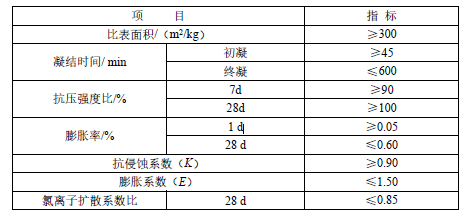 项 目 指 标
比表面积/（m2/kg） ≥300
凝结时间/ min 初凝 ≥45
终凝 ≤600
抗压强度比/% 7d ≥90
28d ≥100
膨胀率/% 1 d ≥0.05
28 d ≤0.60
抗侵蚀系数（K） ≥0.90
膨胀系数（E） ≤1.50
氯离子扩散系数比 28 d ≤0.85